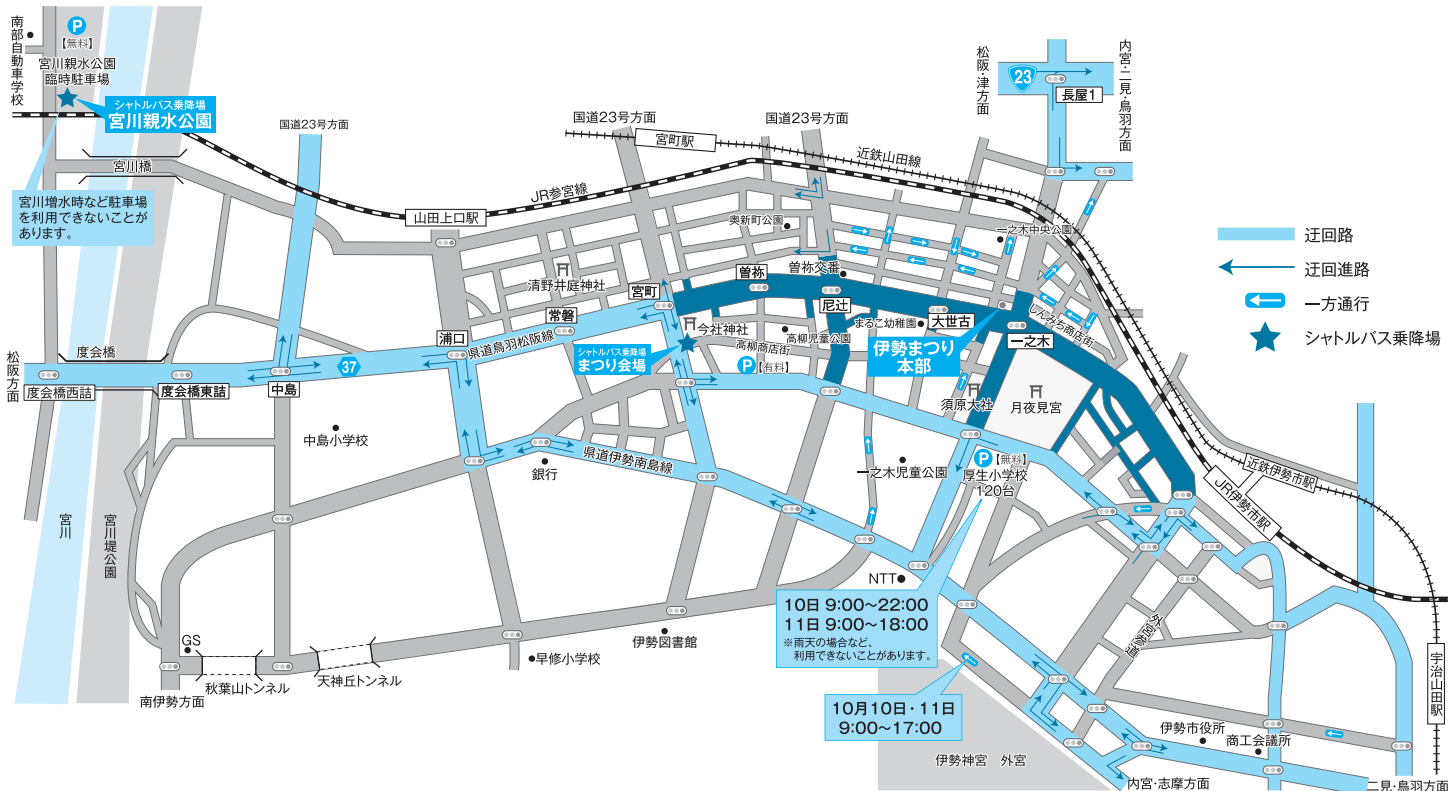 南部自動車学校
P
【無料】
宮川親水公園
臨時駐車場
シャトルバス乗降場
宮川親水公園
宮川橋
宮川増水時など駐車場
を利用できないことが
あります。
国道23号方面
山田上口駅
JR参宮線
国道23号方面
宮町駅
国道23号方面
近鉄山田線
松阪・津方面
23
長屋1
内宮・二見・鳥羽方面
迂回路
迂回進路
一方通行
シャトルバス乗降場
奥新町公園
一之木中央公園
清野井庭神社
宮町
曽祢
曽祢交番
尼辻
常磐
浦口
県道鳥羽松阪線
今社神社
高柳商店街
高柳児童公園
まるこ幼稚園
大世古
しんみち商店街
一之木
シャトルバス乗降場
まつり会場
P
【有料】
伊勢まつり
本部
須原大社
月夜見宮
松阪方面
度会橋
度会橋西詰
度会橋東詰
中島
37
中島小学校
銀行
県道伊勢南島線
一之木児童公園
P
【無料】
厚生小学校
120台
近鉄伊勢市駅
JR伊勢市駅
宮川
宮川堤公園
NTT
10日 9:00〜22:00
11日 9:00〜18:00
※雨天の場合など、
利用できないことがあります。
外宮参道
GS
秋葉山トンネル
天神丘トンネル
早修小学校
伊勢図書館
南伊勢方面
10月10日・11日
9:00〜17:00
宇治山田駅
伊勢神宮 外宮
伊勢市役所
商工会議所
内宮・志摩方面
二見・鳥羽方面